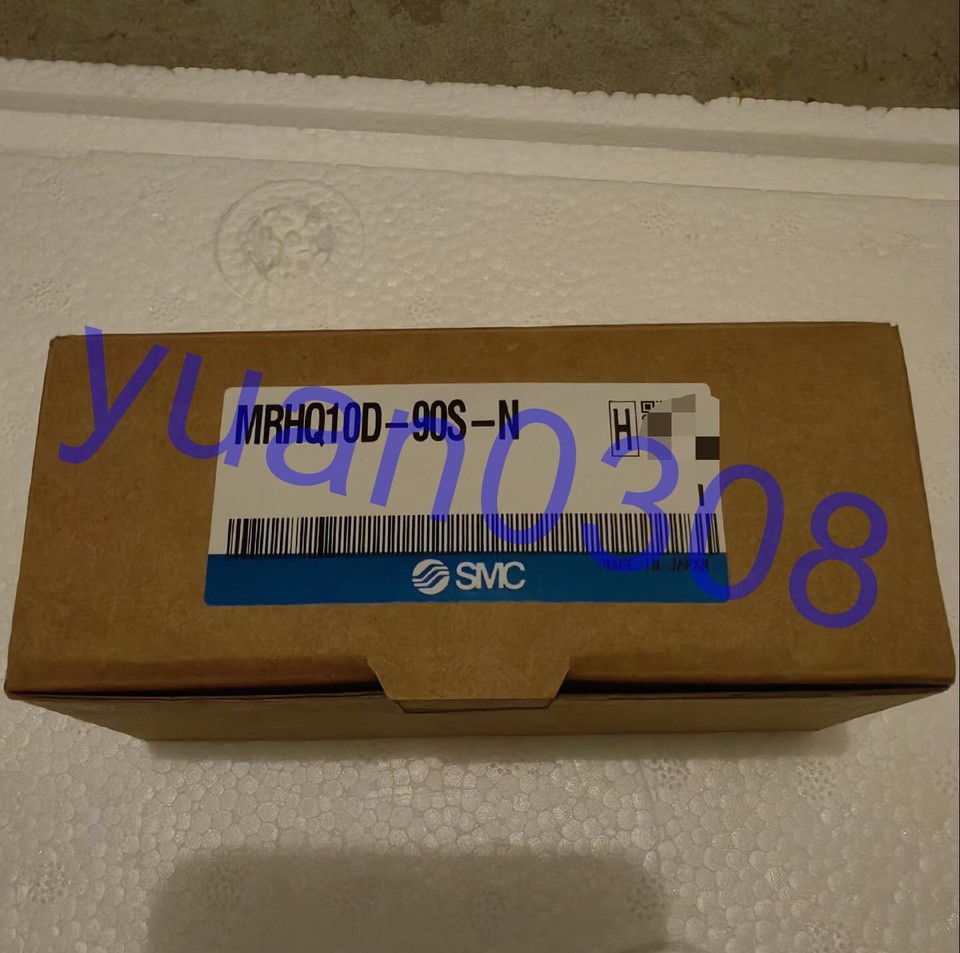 MRHQ10D-90S-N
H
yuan0308
MADE IN JAPAN
SMC